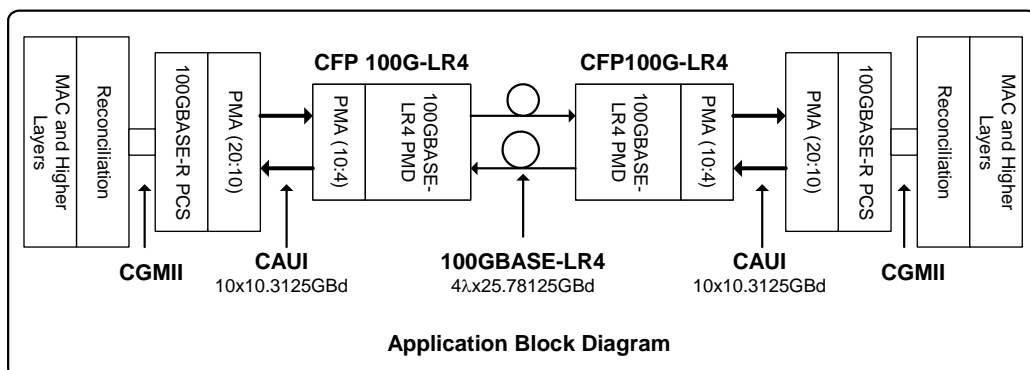 CFP 100G-LR4
CFP100G-LR4
MAC and Higher
Layers
Reconciliation
100GBASE-R PCS
PMA (20:10)
PMA (10:4)
100GBASE-
LR4 PMD
100GBASE-
LR4 PMD
PMA (10:4)
PMA (20:10)
100GBASE-R PCS
Reconciliation
MAC and Higher
Layers
CGMII
CAUI
10x10.3125GBd
100GBASE-LR4
4λx25.78125GBd
CAUI
10x10.3125GBd
CGMII
Application Block Diagram